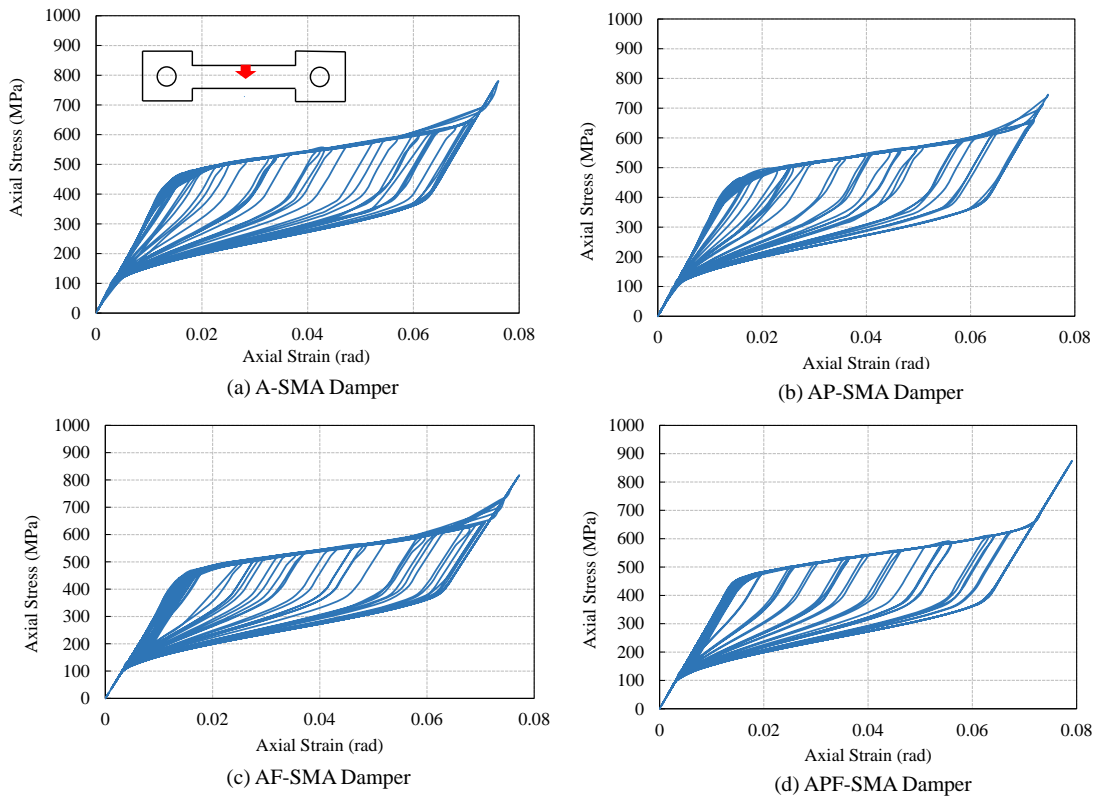 1000
900
800
700
600
500
400
300
200
100
0
Axial Stress (MPa)
0 0.02 0.04 0.06 0.08
Axial Strain (rad)
(a) A-SMA Damper
1000
900
800
700
600
500
400
300
200
100
0
Axial Stress (MPa)
0 0.02 0.04 0.06 0.08
Axial Strain (rad)
(b) AP-SMA Damper
1000
900
800
700
600
500
400
300
200
100
0
Axial Stress (MPa)
0 0.02 0.04 0.06 0.08
Axial Strain (rad)
(c) AF-SMA Damper
1000
900
800
700
600
500
400
300
200
100
0
Axial Stress (MPa)
0 0.02 0.04 0.06 0.08
Axial Strain (rad)
(d) APF-SMA Damper